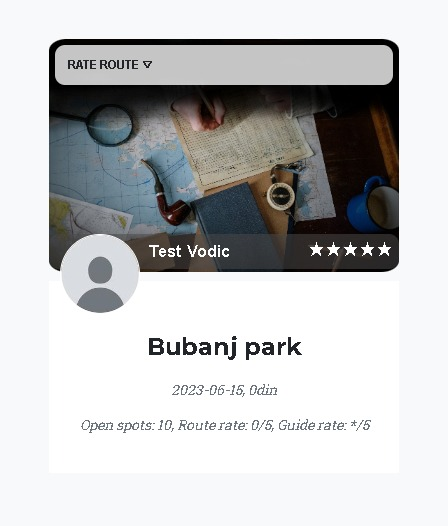 RATE ROUTE ▽
Test Vodic ★★★★★
Bubanj park
2023-06-15, 0din
Open spots: 10, Route rate: 0/5, Guide rate: */5